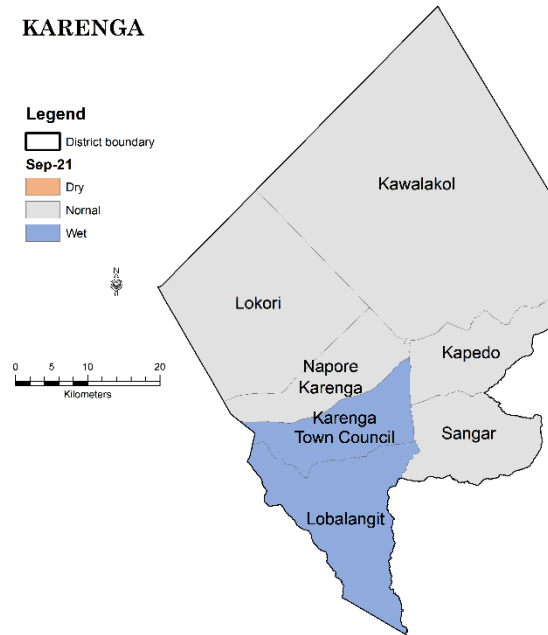 KARENGA
Legend
District boundary
Sep-21
Dry
Nornal
Wet
N
0 5 10 20
Kilometers
Kawalakol
Lokori
Kapedo
Napore
Karenga
Karenga
Town Council
Sangar
Lobalangit